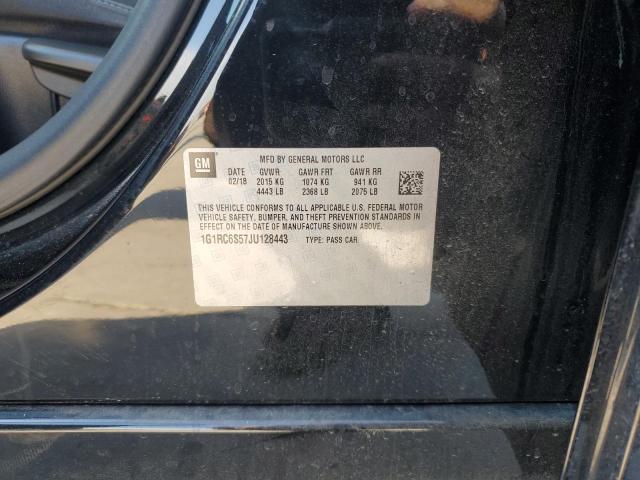 GM
MFD BY GENERAL MOTORS LLC
DATE GVWR GAWR FRT GAWR RR
02/18 2015 KG 1074 KG 941 KG
4443 LB 2368 LB 2075 LB
THIS VEHICLE CONFORMS TO ALL APPLICABLE U.S. FEDERAL MOTOR
VEHICLE SAFETY, BUMPER, AND THEFT PREVENTION STANDARDS IN
EFFECT ON THE DATE OF MANUFACTURE SHOWN ABOVE.
1G1RC6S57JU128443 TYPE: PASS CAR